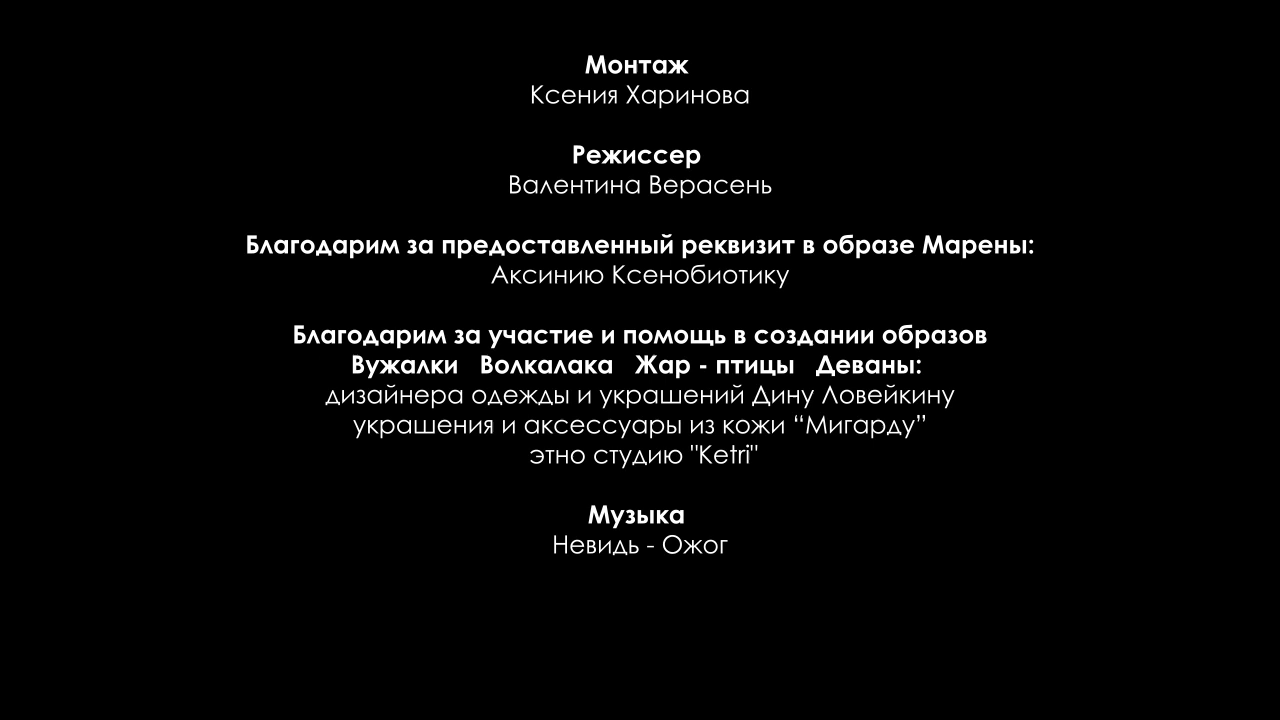 Монтаж
Ксения Харинова
Режиссер
Валентина Верасень
Благодарим за предоставленный реквизит в образе Марены:
Аксинию Ксенобиотику
Благодарим за участие и помощь в создании образов
Вужалки Волкалака Жар - птицы Деваны:
дизайнера одежды и украшений Дину Ловейкину
украшения и аксессуары из кожи “Мигарду”
этно студию "Ketri"
Музыка
Невидь - Ожог